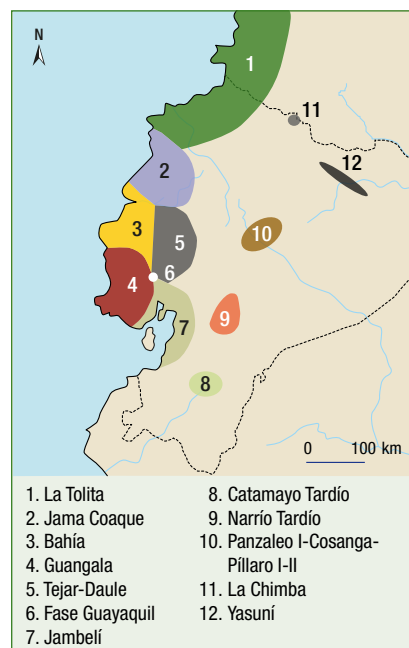 N
1
11
12
2
3
5
10
6
4
9
7
8
0 100 km
1. La Tolita
2. Jama Coaque
3. Bahía
4. Guangala
5. Tejar-Daule
6. Fase Guayaquil
7. Jambelí
8. Catamayo Tardío
9. Narrío Tardío
10. Panzaleo I-Cosanga-
Píllaro I-II
11. La Chimba
12. Yasuní